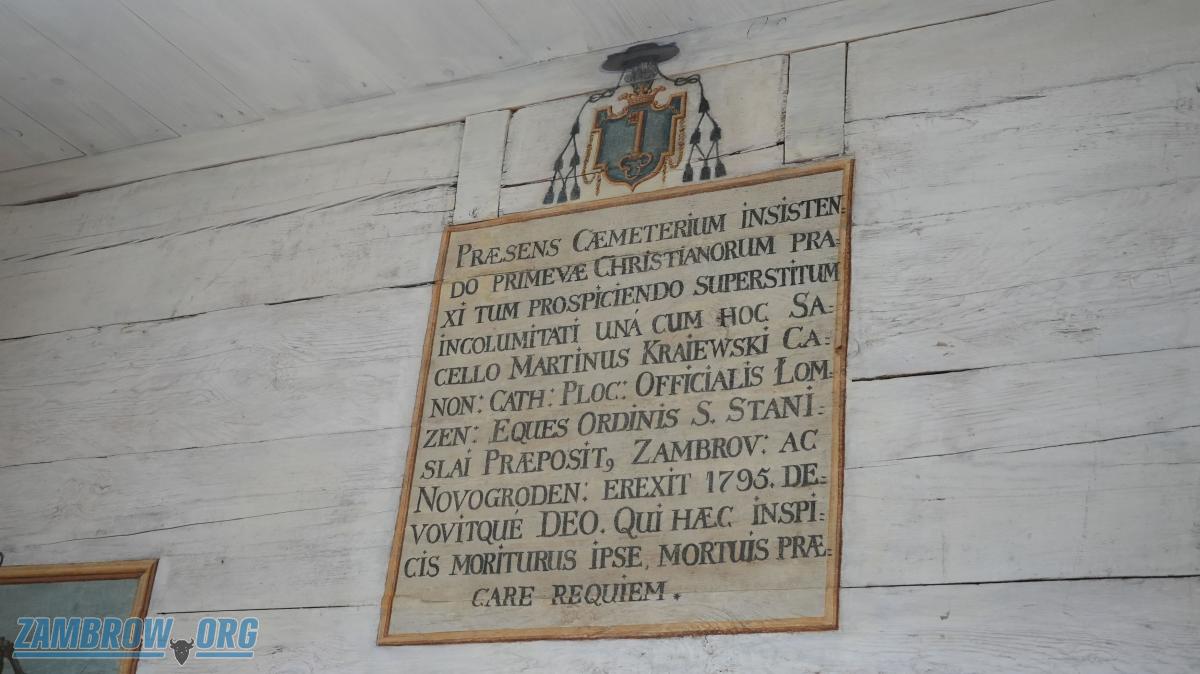 PRÆSENS CÆMETERIUM INSISTEN:
DO PRIMEVÆ CHRISTIANORUM PRA:
XI TUM PROSPICIENDO SUPERSTITUM
INCOLUMITATI UNÁ CUM HOC SA:
CELLO MARTINUS KRAIEWSKI CA:
NON: CATH: PLOC: OFFICIALIS ŁOM:
ZEN: EQUES ORDINIS S. STANI:
SLAI PRÆPOSIT, ZAMBROV: AC
NOVOGRODEN: EREXIT 1795. DE:
VOVITQUÉ DEO. QUI HÆC INSPI:
CIS MORITURUS IPSE, MORTUIS PRÆ:
CARE REQUIEM.
ZAMBROW.ORG